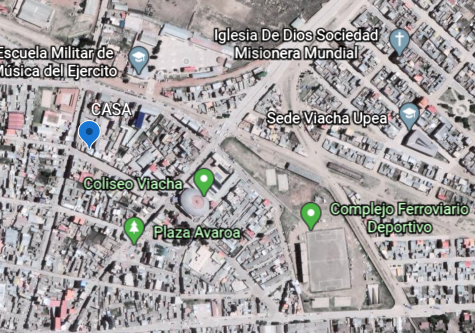 Iglesia De Dios Sociedad
Misionera Mundial
Escuela Militar de
Música del Ejercito
CASA
Sede Viacha Upea
Coliseo Viacha
Complejo Ferroviario
Deportivo
Plaza Avaroa